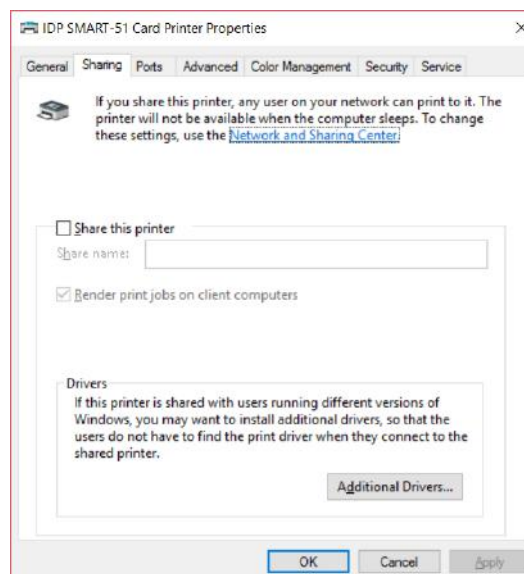 IDP SMART-51 Card Printer Properties
General Sharing Ports Advanced Color Management Security Service
If you share this printer, any user on your network can print to it. The
printer will not be available when the computer sleeps. To change
these settings, use the Network and Sharing Center.
Share this printer
Share name:
Render print jobs on client computers
Drivers
If this printer is shared with users running different versions of
Windows, you may want to install additional drivers, so that the
users do not have to find the print driver when they connect to the
shared printer.
Additional Drivers...
OK Cancel Apply